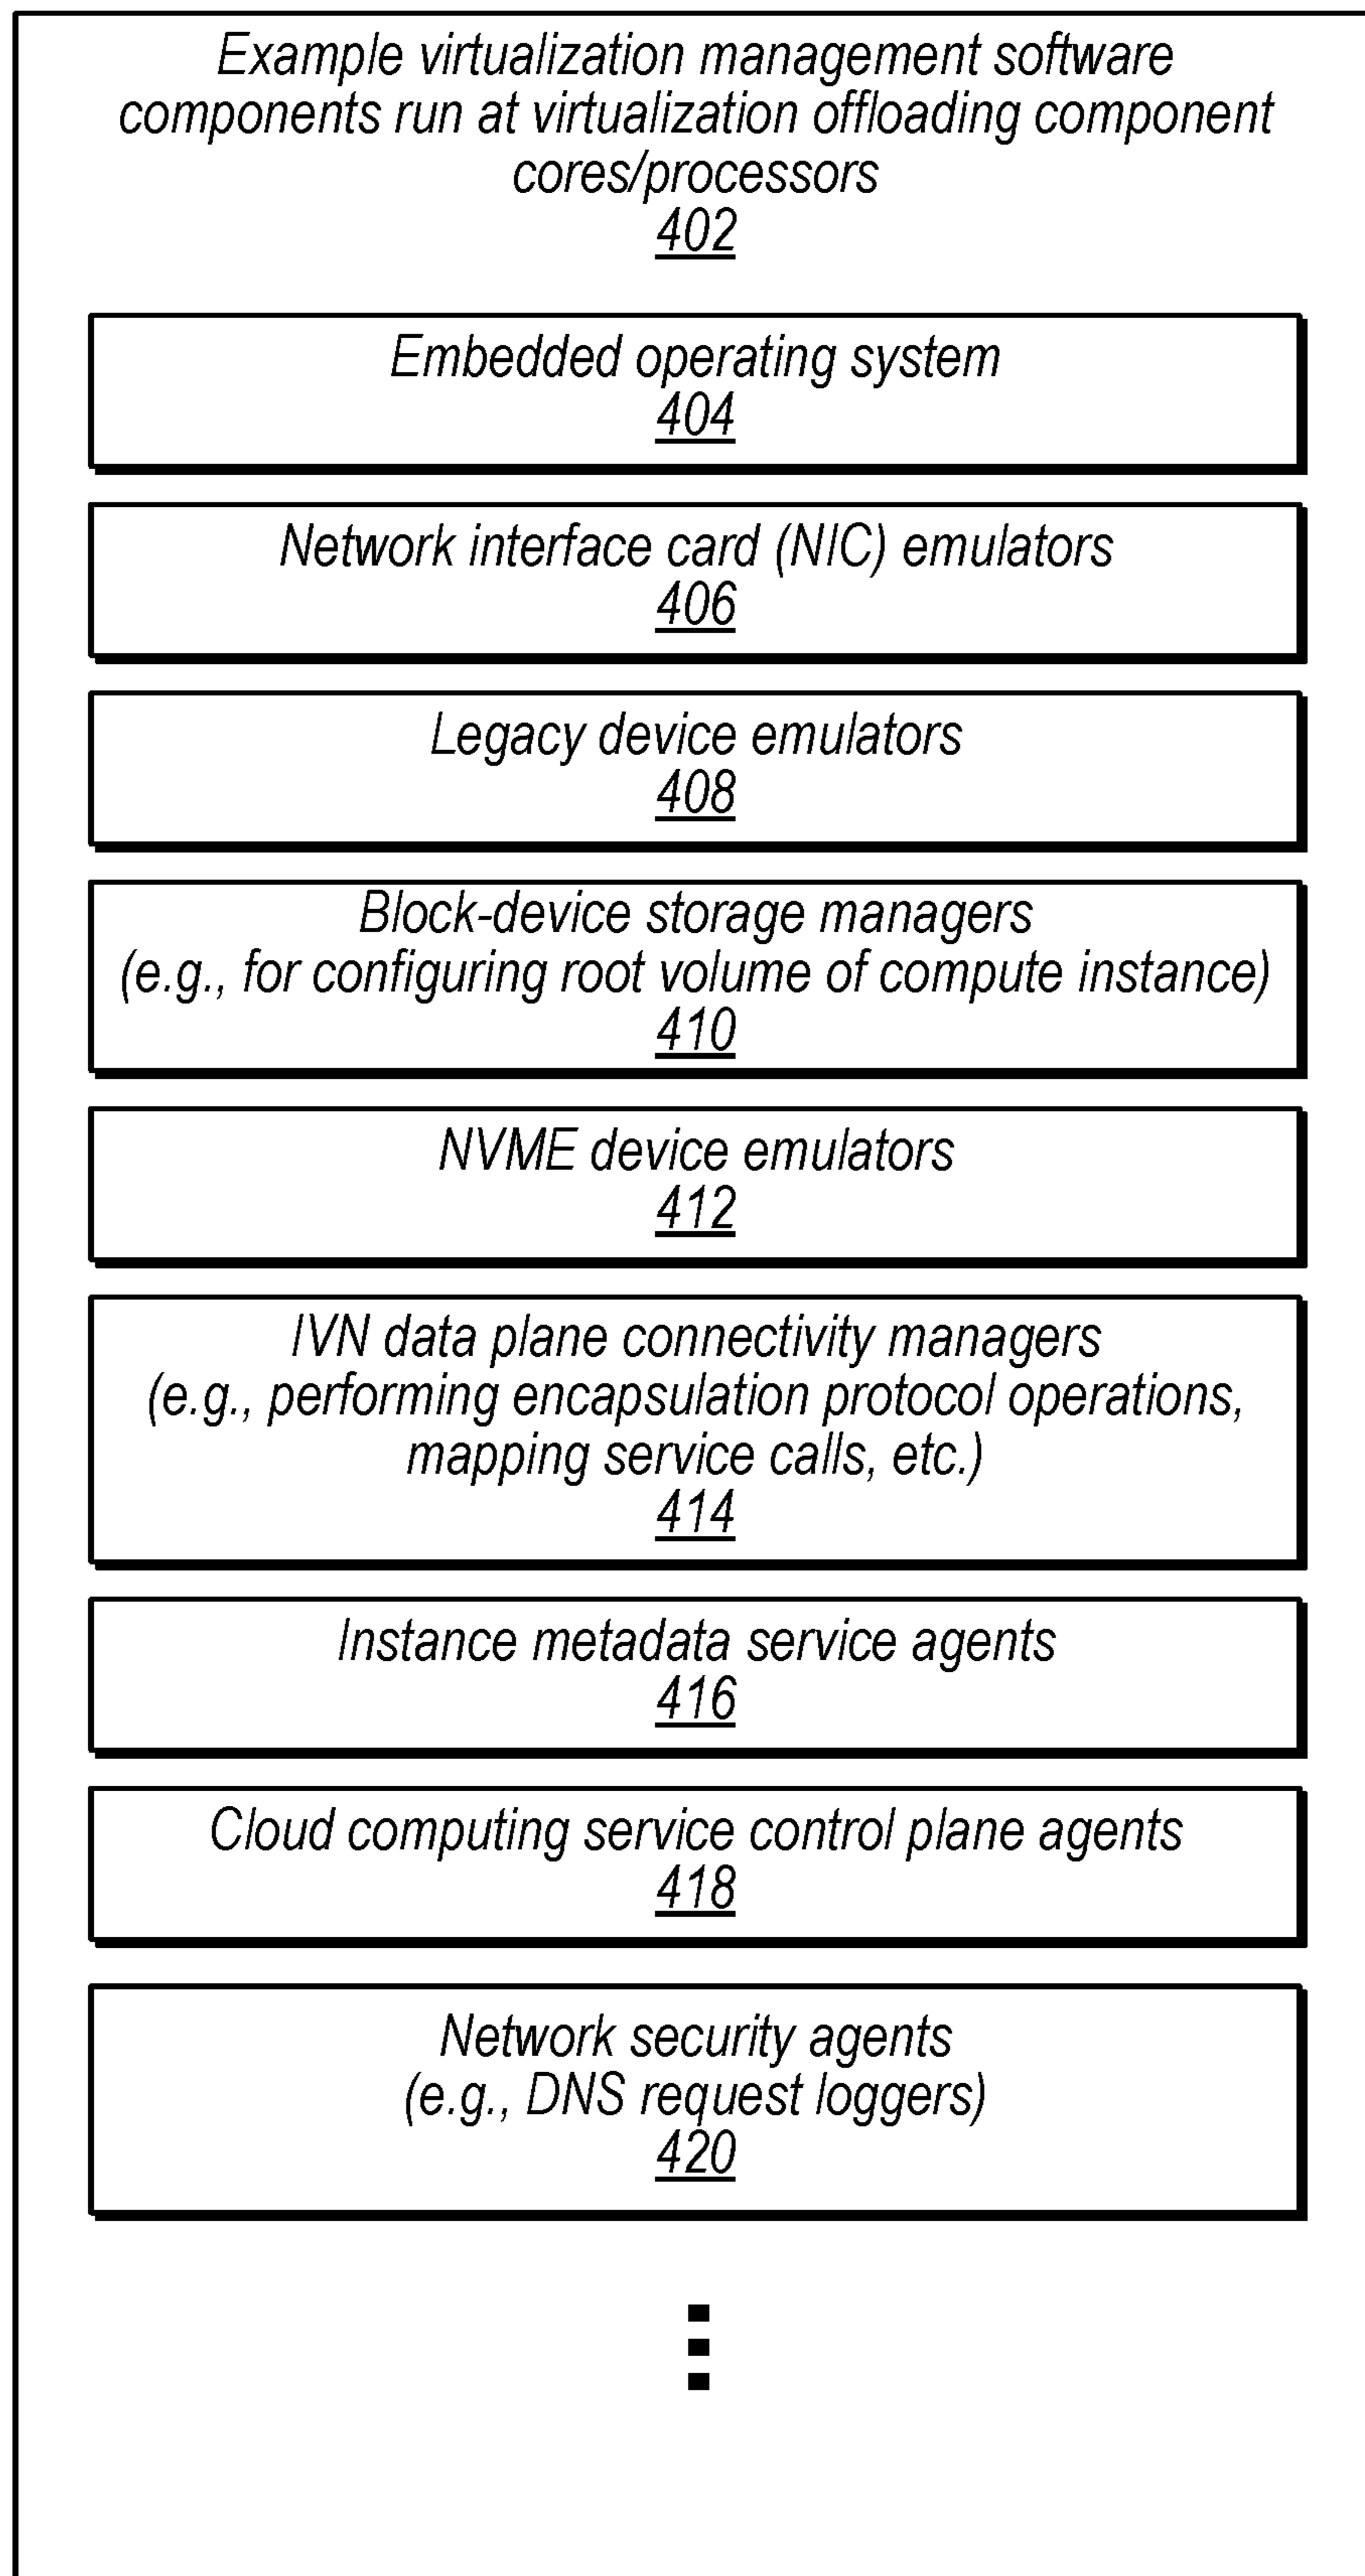 Example virtualization management software
components run at virtualization offloading component
cores/processors
402
Embedded operating system
404
Network interface card (NIC) emulators
406
Legacy device emulators
408
Block-device storage managers
(e.g., for configuring root volume of compute instance)
410
NVME device emulators
412
IVN data plane connectivity managers
(e.g., performing encapsulation protocol operations,
mapping service calls, etc.)
414
Instance metadata service agents
416
Cloud computing service control plane agents
418
Network security agents
(e.g., DNS request loggers)
420